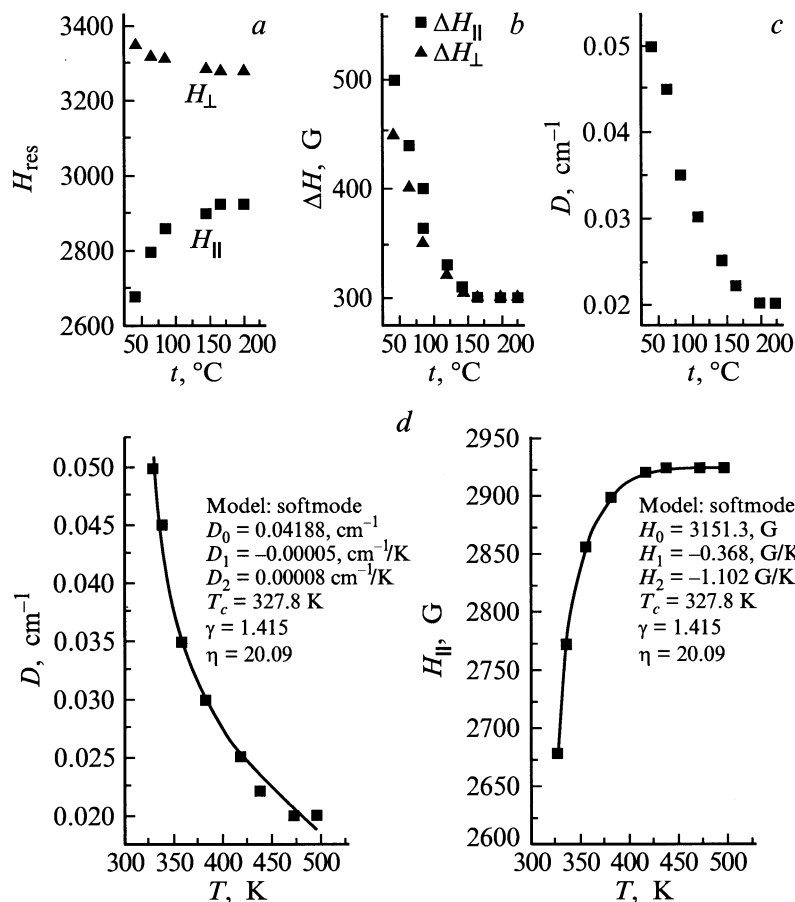 a
3400
3200
3000
2800
2600
H_res
H⊥
H∥
50 100 150 200
t, °C
b
■ ΔH∥
▲ ΔH⊥
500
400
300
ΔH, G
50 100 150 200
t, °C
c
0.05
0.04
0.03
0.02
D, cm⁻¹
50 100 150 200
t, °C
d
0.050
0.045
0.040
0.035
0.030
0.025
0.020
D, cm⁻¹
Model: softmode
D₀ = 0.04188, cm⁻¹
D₁ = –0.00005, cm⁻¹/K
D₂ = 0.00008 cm⁻¹/K
T_c = 327.8 K
γ = 1.415
η = 20.09
300 350 400 450 500
T, K
2950
2900
2850
2800
2750
2700
2650
2600
H∥, G
Model: softmode
H₀ = 3151.3, G
H₁ = –0.368, G/K
H₂ = –1.102 G/K
T_c = 327.8 K
γ = 1.415
η = 20.09
300 350 400 450 500
T, K